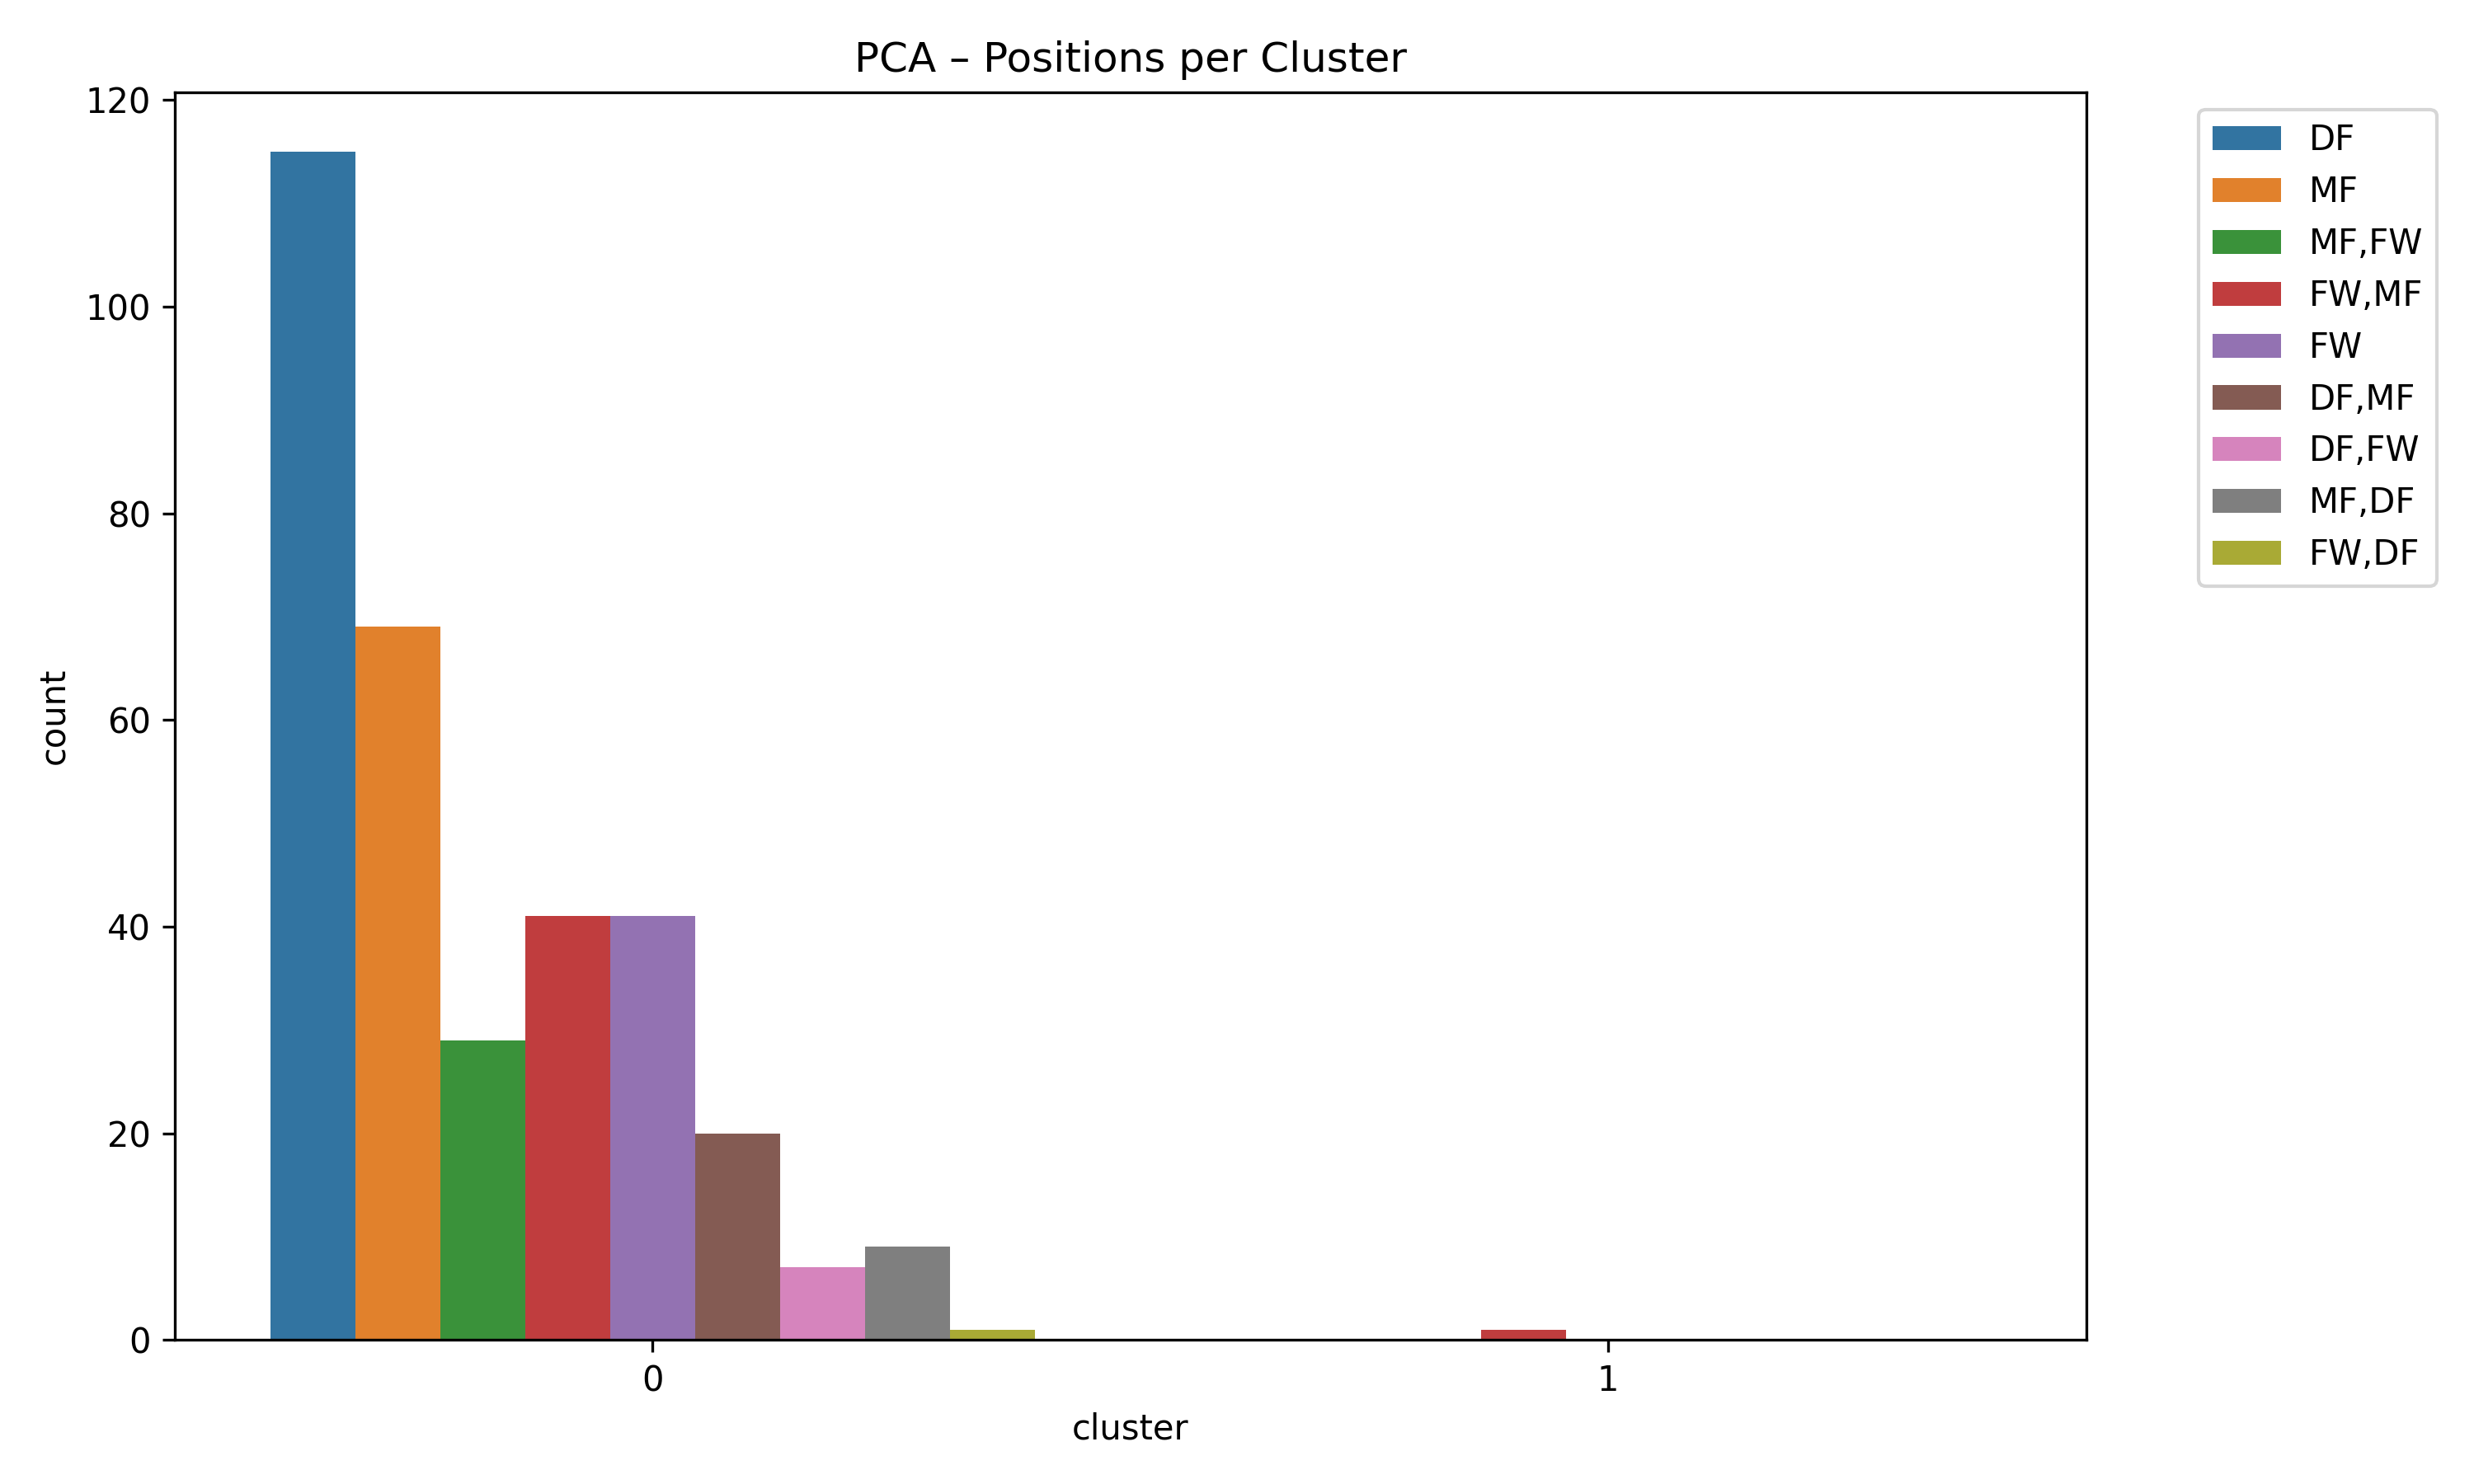 PCA – Positions per Cluster
120
100
80
60
40
20
0
count
0
1
cluster
DF
MF
MF,FW
FW,MF
FW
DF,MF
DF,FW
MF,DF
FW,DF